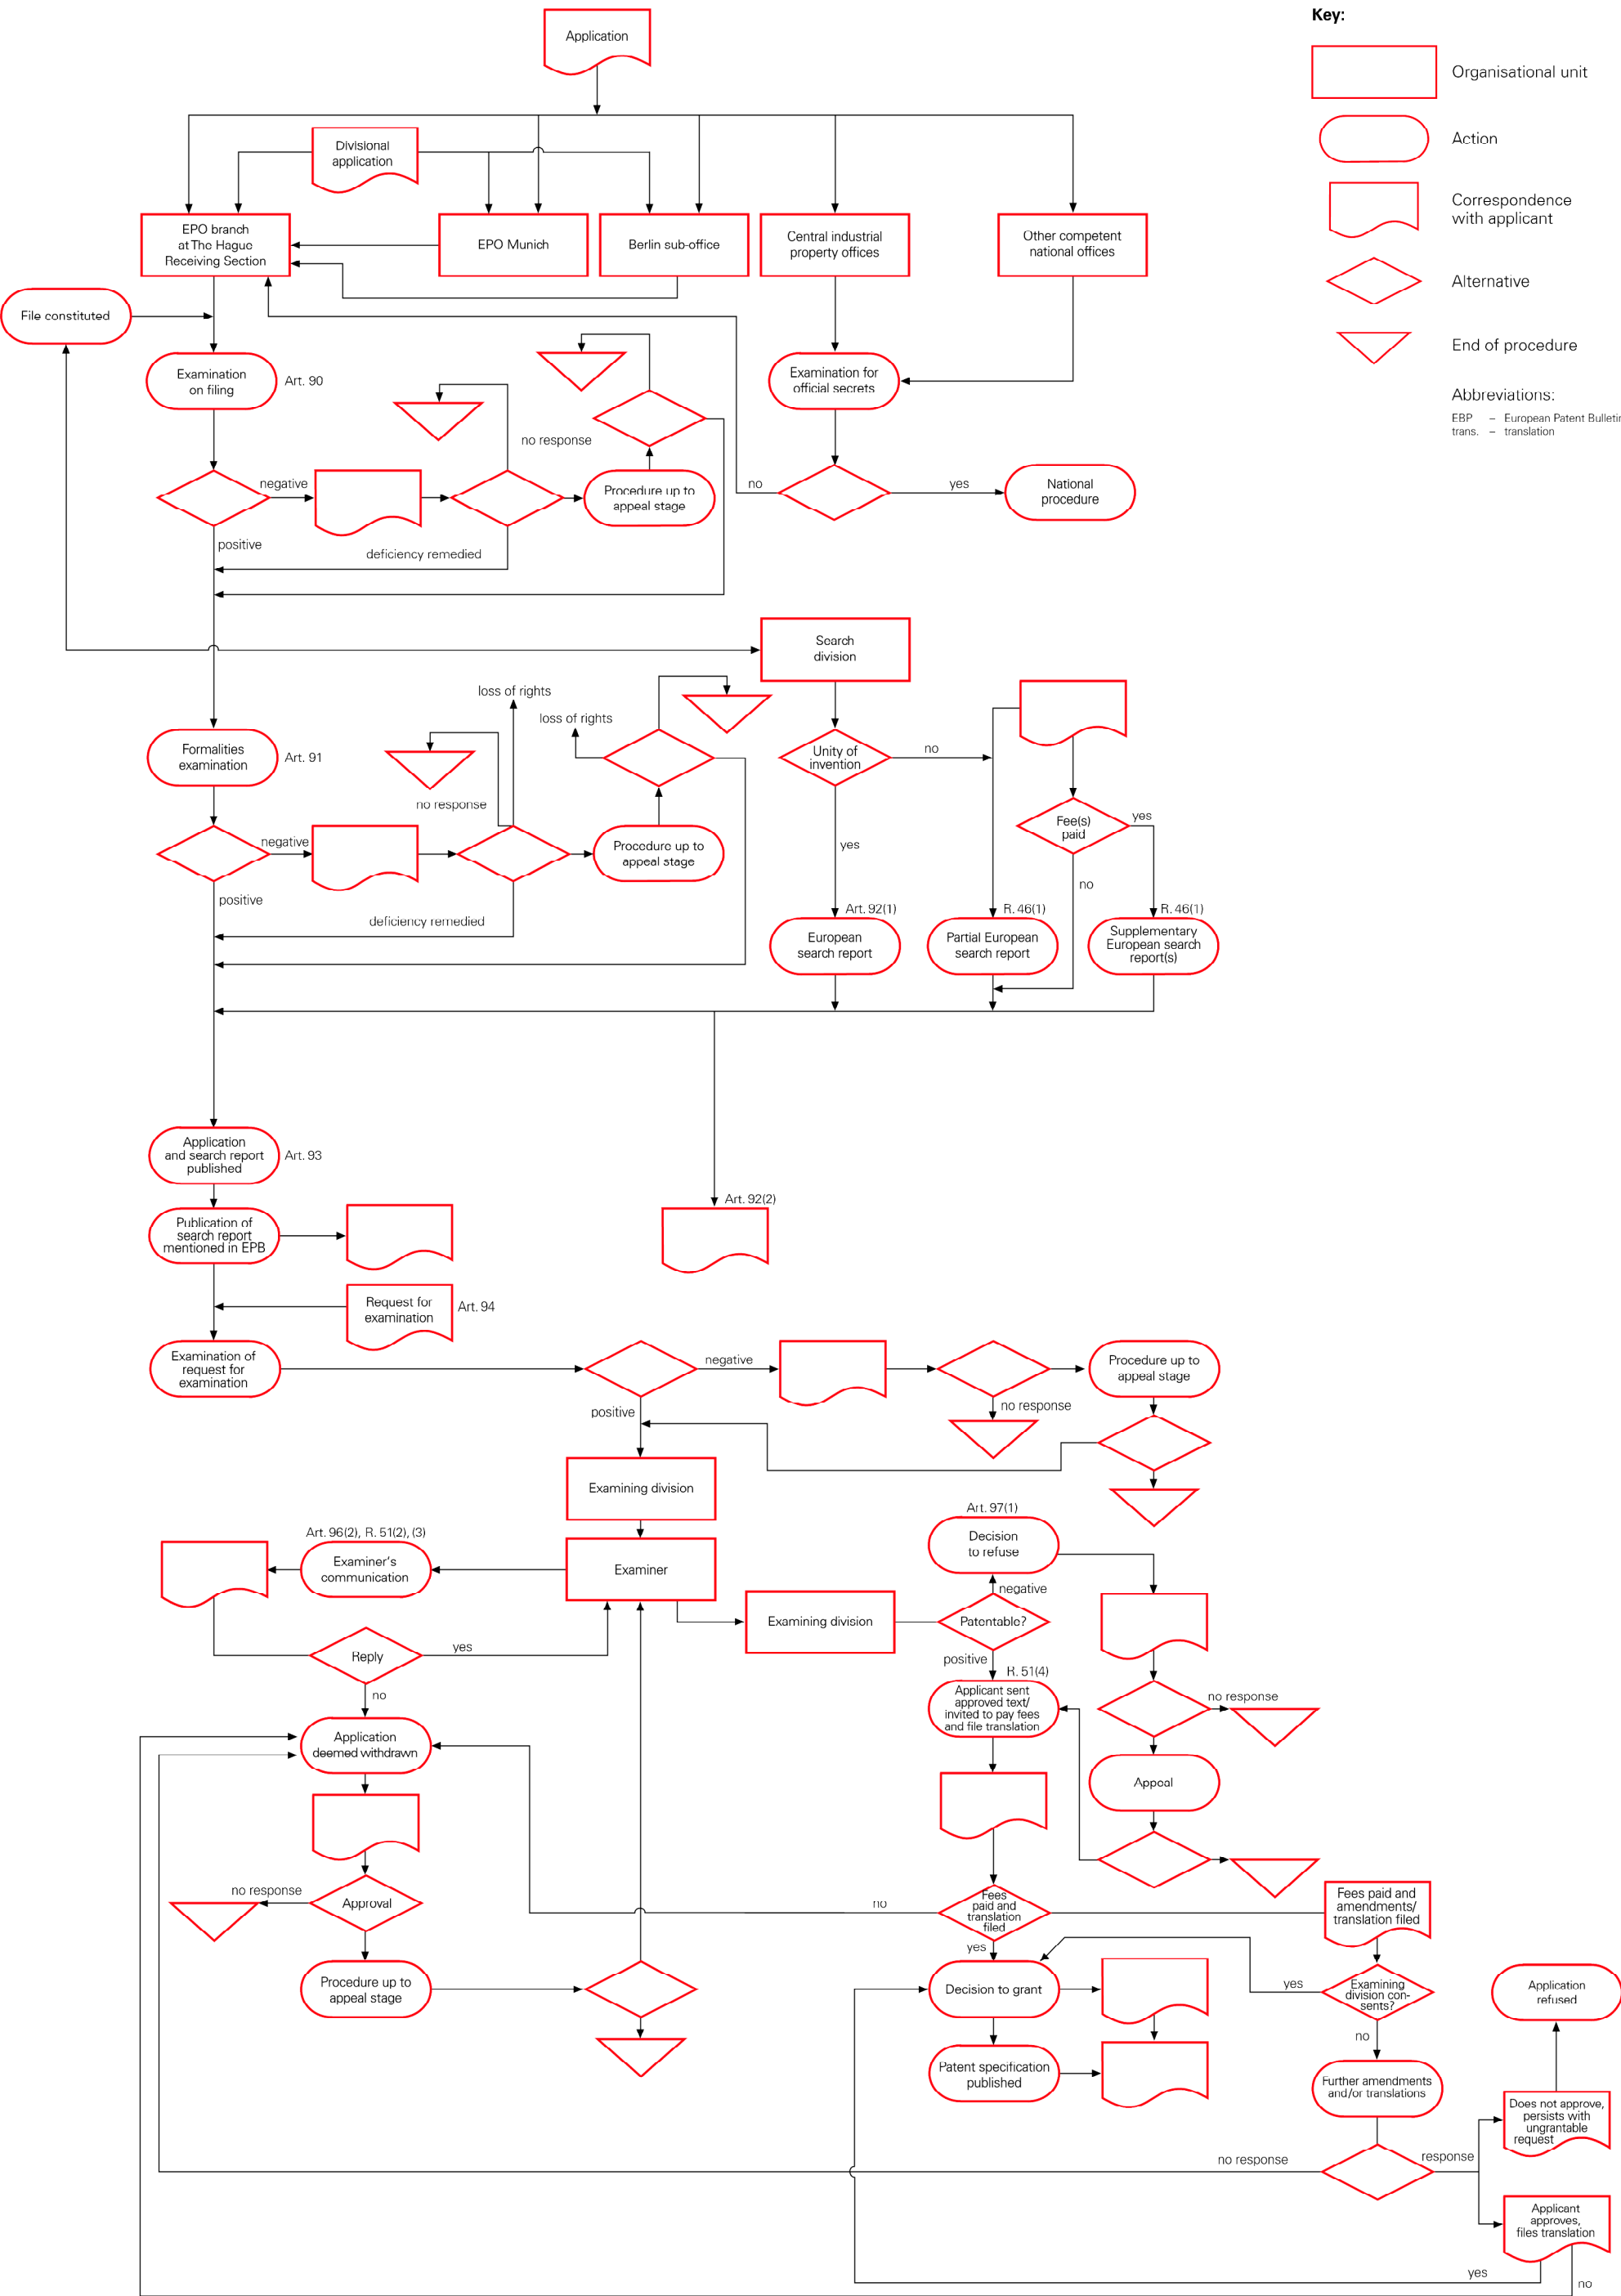 Key:
Application
Organisational unit
Action
Divisional
application
Correspondence
with applicant
EPO branch
at The Hague
Receiving Section
EPO Munich
Berlin sub-office
Central industrial
property offices
Other competent
national offices
Alternative
File constituted
End of procedure
Examination
on filing
Art. 90
Examination for
official secrets
Abbreviations:
EBP – European Patent Bulletin
trans. – translation
no response
negative
Procedure up to
appeal stage
no
yes
National
procedure
positive
deficiency remedied
Search
division
loss of rights
loss of rights
Formalities
examination
Art. 91
Unity of
invention
no
no response
Fee(s)
paid
yes
negative
Procedure up to
appeal stage
yes
no
positive
deficiency remedied
Art. 92(1)
R. 46(1)
R. 46(1)
European
search report
Partial European
search report
Supplementary
European search
report(s)
Application
and search report
published
Art. 93
Art. 92(2)
Publication of
search report
mentioned in EPB
Request for
examination
Art. 94
Examination of
request for
examination
negative
Procedure up to
appeal stage
positive
no response
Examining division
Art. 97(1)
Decision
to refuse
Art. 96(2), R. 51(2), (3)
Examiner's
communication
Examiner
negative
Examining division
Patentable?
Reply
yes
positive
R. 51(4)
no
Applicant sent
approved text/
invited to pay fees
and file translation
no response
Application
deemed withdrawn
Appeal
no response
Approval
no
Fees
paid and
translation
filed
Fees paid and
amendments/
translation filed
yes
Procedure up to
appeal stage
Decision to grant
yes
Examining
division con-
sents?
Application
refused
no
Patent specification
published
Further amendments
and/or translations
Does not approve,
persists with
ungrantable
request
no response
response
Applicant
approves,
files translation
yes
no